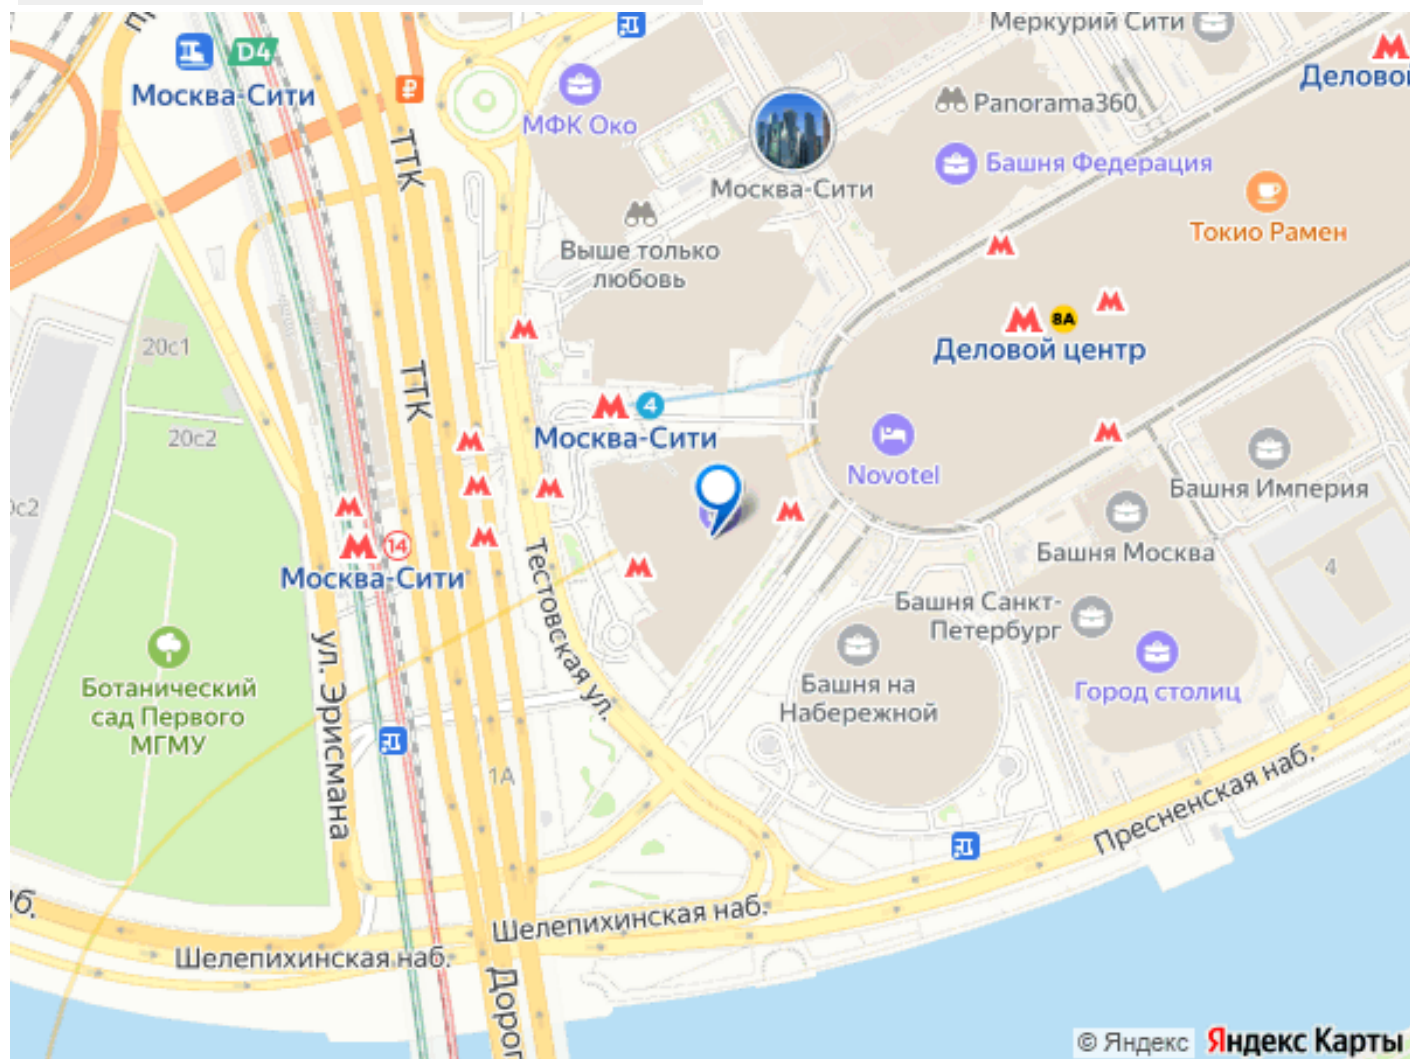 Меркурий Сити
D4
Москва-Сити
₽
МФК Око
ТТК
Panorama360
Деловой
Москва-Сити
Башня Федерация
Токио Рамен
Выше только
любовь
М 8А
Деловой центр
20с1
ТТК
М 4
Москва-Сити
20с2
Novotel
Башня Империя
с2
М 14
Москва-Сити
Башня Москва
4
Тестовская ул.
Башня Санкт-
Петербург
ул. Эрисмана
Ботанический
сад Первого
МГМУ
Башня на
Набережной
Город столиц
1А
Пресненская наб.
об.
Шелепихинская наб.
Шелепихинская наб.
Дорог
© Яндекс Яндекс Карты